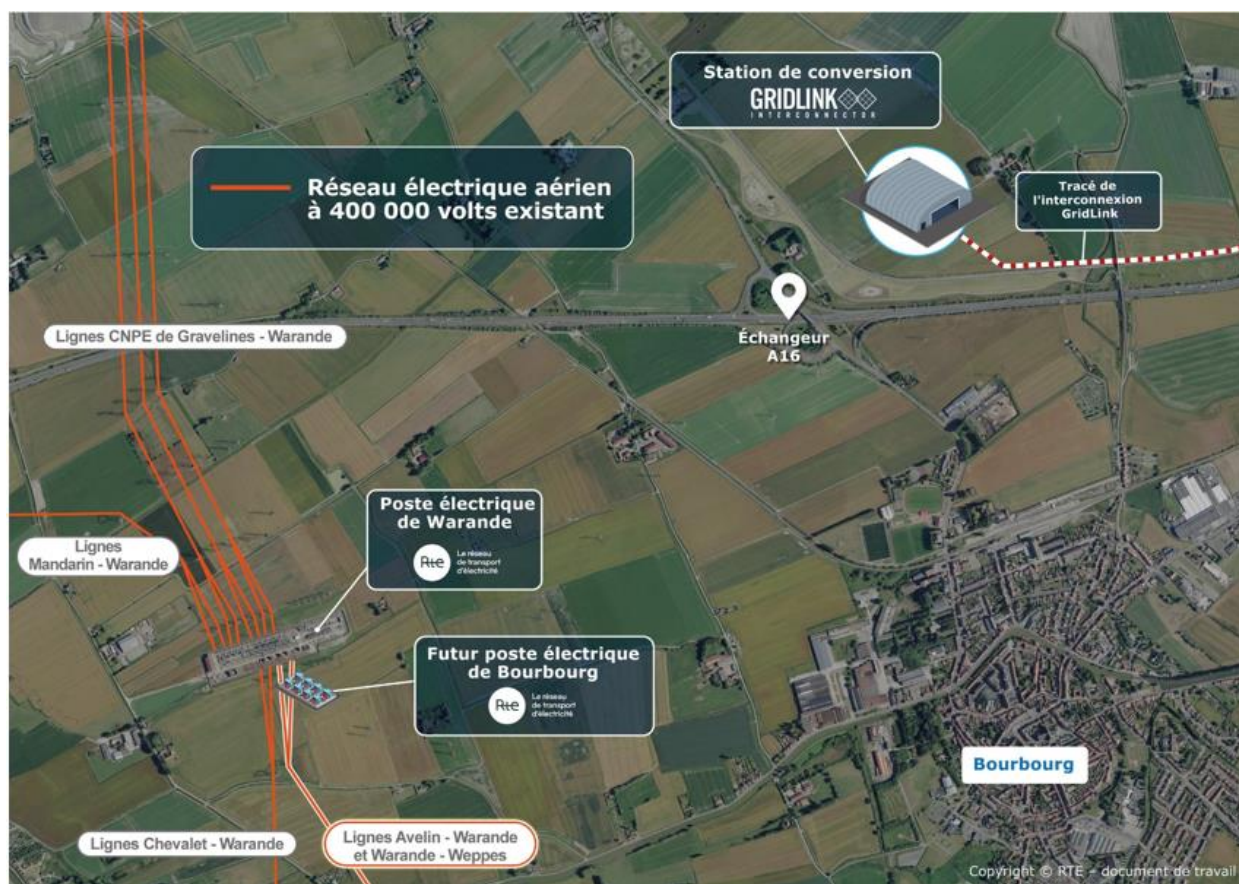 Station de conversion
GRIDLINK
INTERCONNECTOR
Réseau électrique aérien
à 400 000 volts existant
Tracé de
l'interconnexion
GridLink
Lignes CNPE de Gravelines - Warande
Échangeur
A16
Poste électrique
de Warande
Rte
Le réseau
de transport
d'électricité
Lignes
Mandarin - Warande
Futur poste électrique
de Bourbourg
Rte
Le réseau
de transport
d'électricité
Bourbourg
Lignes Chevalet - Warande
Lignes Avelin - Warande
et Warande - Weppes
Copyright © RTE – document de travail